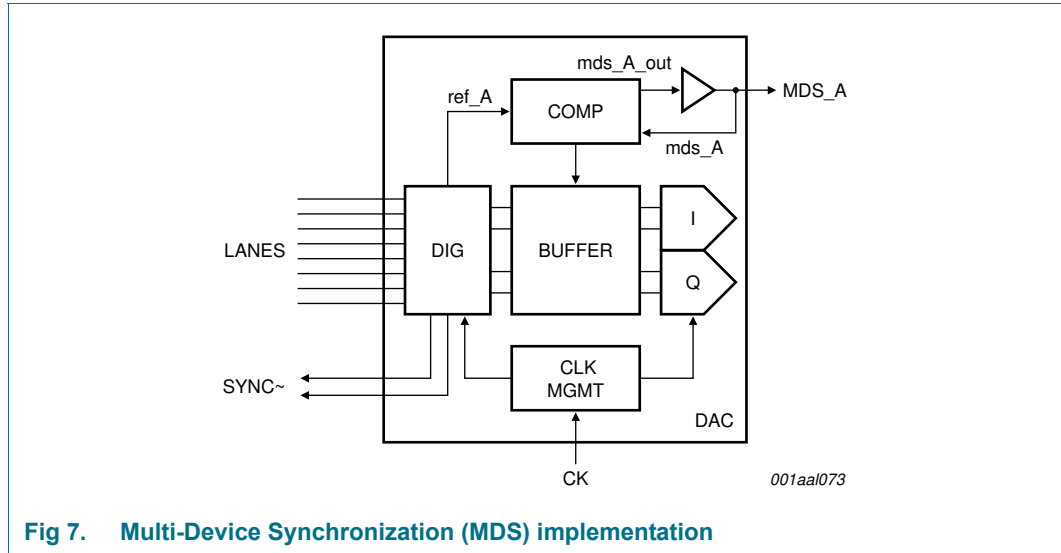 mds_A_out
MDS_A
ref_A
COMP
mds_A
LANES
DIG
BUFFER
I
Q
SYNC~
CLK
MGMT
DAC
CK
001aal073
Fig 7. Multi-Device Synchronization (MDS) implementation